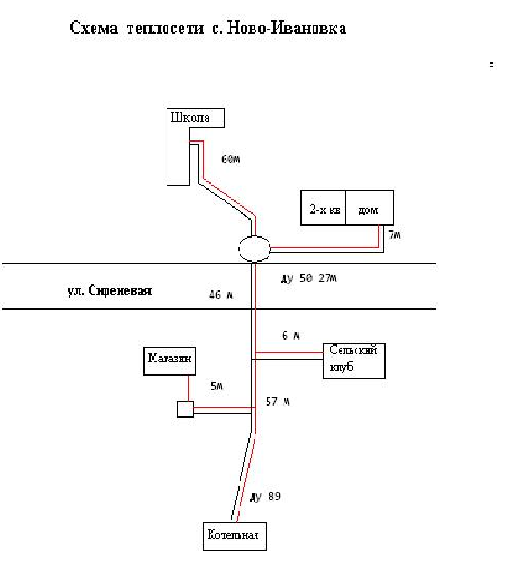 Схема теплосети с. Ново-Ивановка
Школа
60м
2-х кв дом
7м
ду 50 27м
ул. Сиреневая
46 м
6 м
Сельский
клуб
Магазин
5м
57 м
ду 89
Котельная